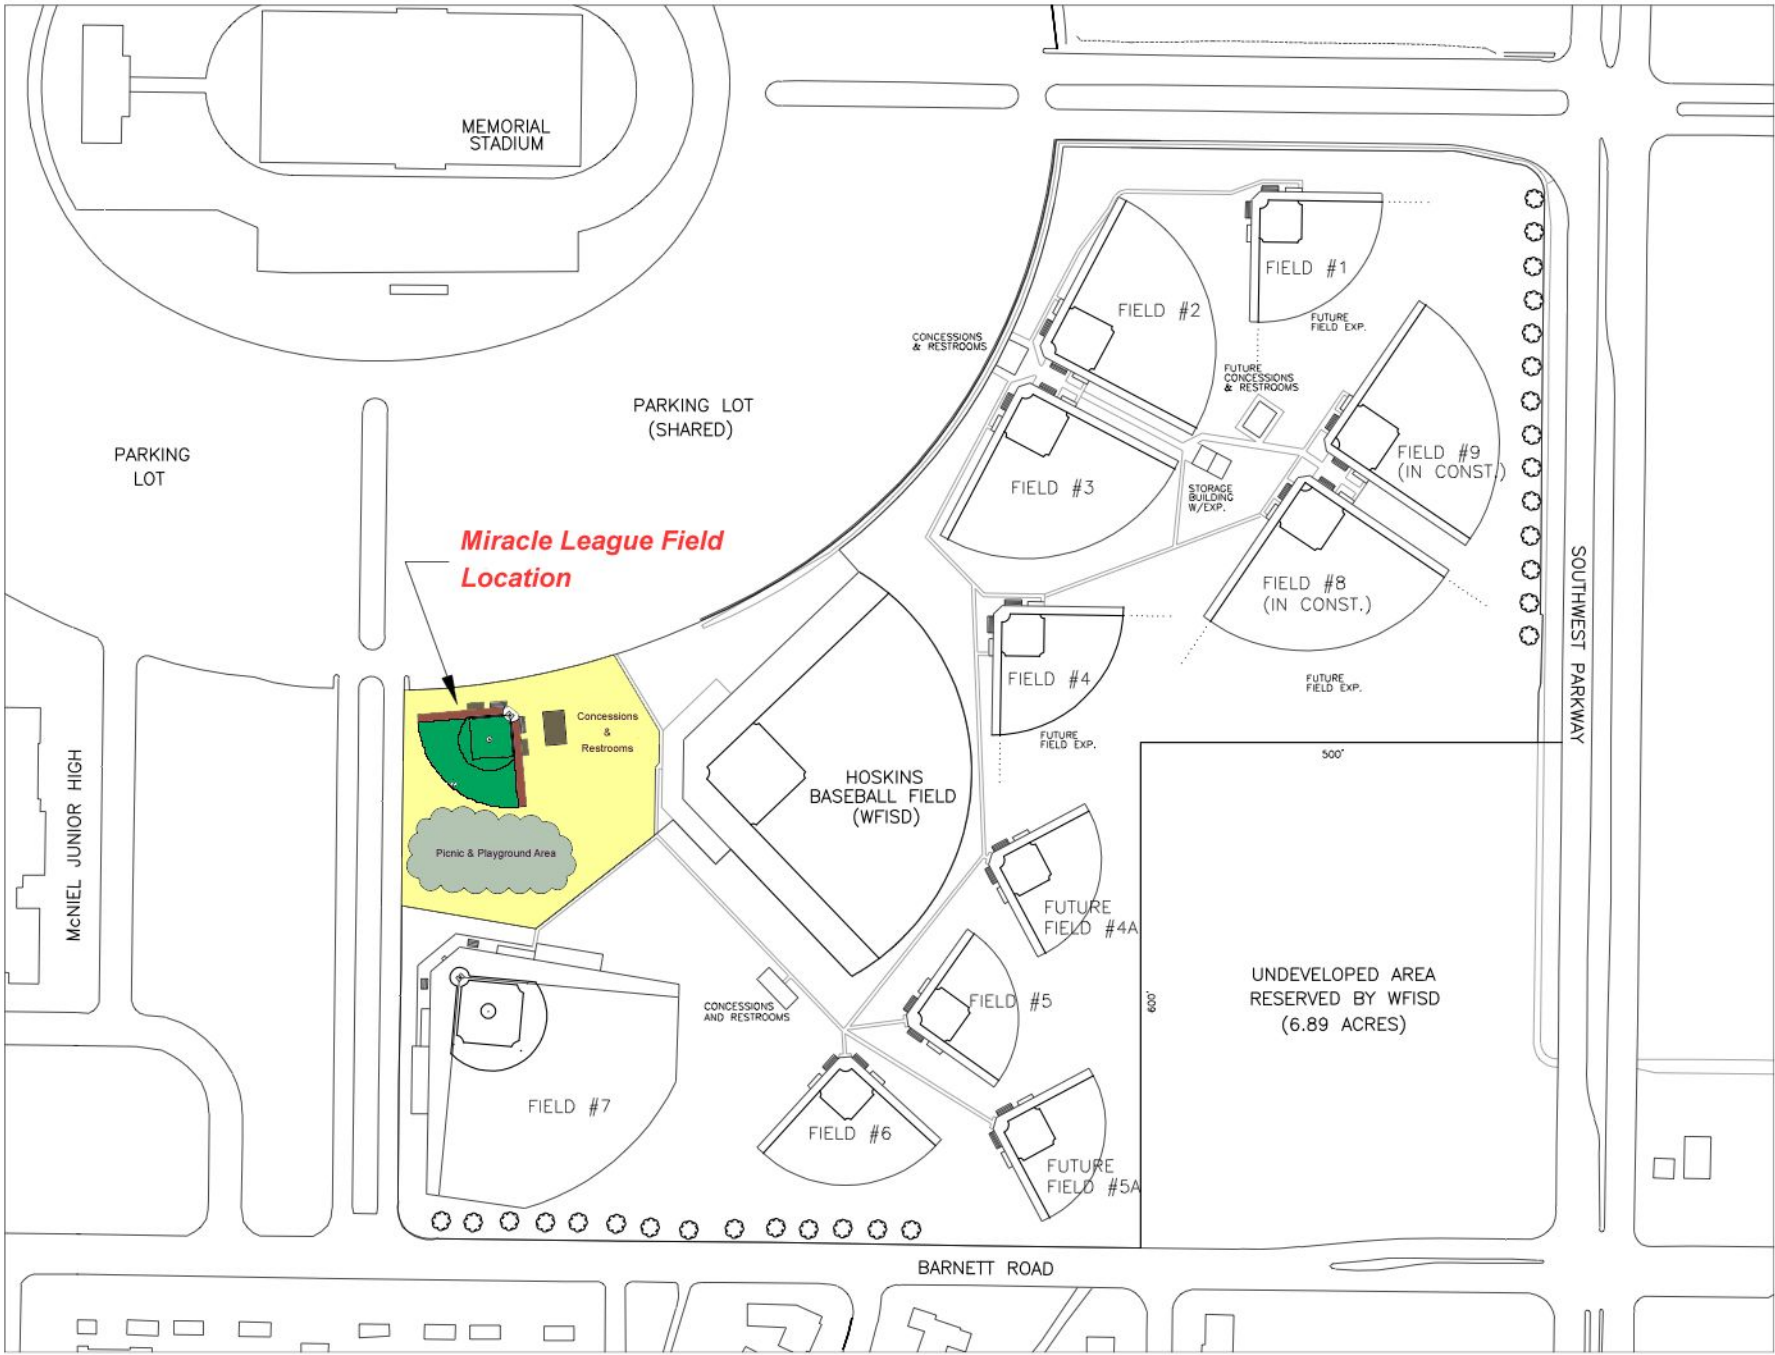 MEMORIAL
STADIUM
FIELD #1
FUTURE
FIELD EXP.
FIELD #2
CONCESSIONS
& RESTROOMS
FUTURE
CONCESSIONS
& RESTROOMS
PARKING LOT
(SHARED)
PARKING
LOT
FIELD #9
(IN CONST.)
FIELD #3
STORAGE
BUILDING
W/EXP.
Miracle League Field
Location
FIELD #8
(IN CONST.)
SOUTHWEST PARKWAY
FIELD #4
FUTURE
FIELD EXP.
FUTURE
FIELD EXP.
Concessions
&
Restrooms
500'
HOSKINS
BASEBALL FIELD
(WFISD)
McNIEL JUNIOR HIGH
Picnic & Playground Area
FUTURE
FIELD #4A
UNDEVELOPED AREA
RESERVED BY WFISD
(6.89 ACRES)
600'
FIELD #5
CONCESSIONS
AND RESTROOMS
FIELD #7
FIELD #6
FUTURE
FIELD #5A
BARNETT ROAD